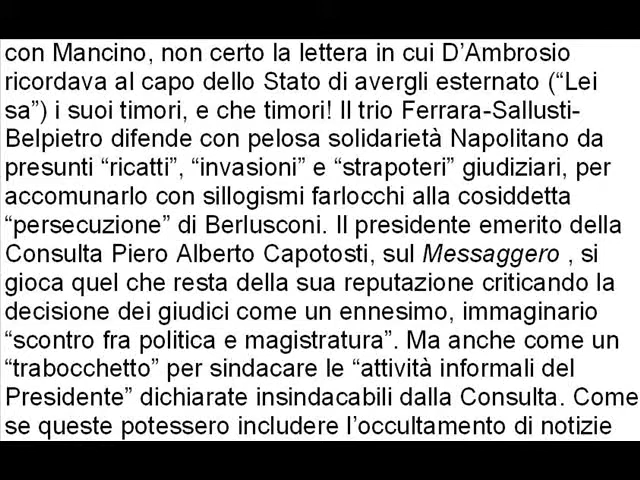 con Mancino, non certo la lettera in cui D’Ambrosio
ricordava al capo dello Stato di avergli esternato (“Lei
sa”) i suoi timori, e che timori! Il trio Ferrara-Sallusti-
Belpietro difende con pelosa solidarietà Napolitano da
presunti “ricatti”, “invasioni” e “strapoteri” giudiziari, per
accomunarlo con sillogismi farlocchi alla cosiddetta
“persecuzione” di Berlusconi. Il presidente emerito della
Consulta Piero Alberto Capotosti, sul Messaggero , si
gioca quel che resta della sua reputazione criticando la
decisione dei giudici come un ennesimo, immaginario
“scontro fra politica e magistratura”. Ma anche come un
“trabocchetto” per sindacare le “attività informali del
Presidente” dichiarate insindacabili dalla Consulta. Come
se queste potessero includere l’occultamento di notizie